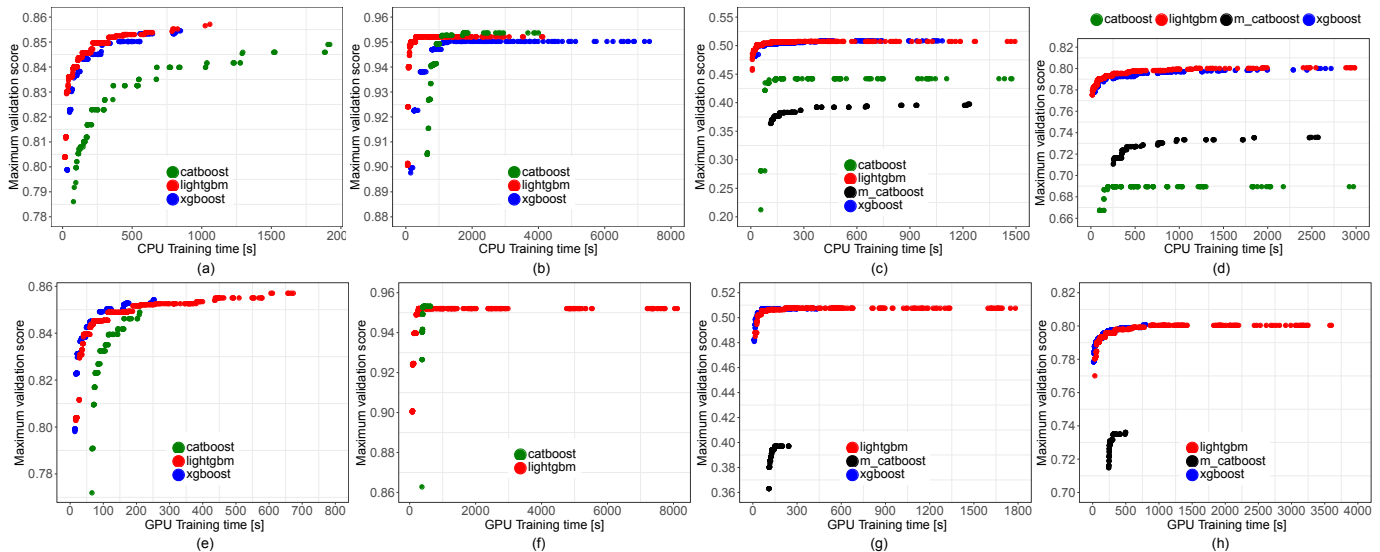 Maximum validation score
0.86
0.85
0.84
0.83
0.82
0.81
0.80
0.79
0.78
catboost
lightgbm
xgboost
0 500 1000 1500 200
CPU Training time [s]
(a)
Maximum validation score
0.96
0.95
0.94
0.93
0.92
0.91
0.90
0.89
0.88
catboost
lightgbm
xgboost
0 2000 4000 6000 8000
CPU Training time [s]
(b)
Maximum validation score
0.55
0.50
0.45
0.40
0.35
0.30
0.25
0.20
catboost
lightgbm
m_catboost
xgboost
0 300 600 900 1200 1500
CPU Training time [s]
(c)
catboost lightgbm m_catboost xgboost
Maximum validation score
0.82
0.80
0.78
0.76
0.74
0.72
0.70
0.68
0.66
0 500 1000 1500 2000 2500 3000
CPU Training time [s]
(d)
Maximum validation score
0.86
0.84
0.82
0.80
0.78
catboost
lightgbm
xgboost
0 100 200 300 400 500 600 700 800
GPU Training time [s]
(e)
Maximum validation score
0.96
0.94
0.92
0.90
0.88
0.86
catboost
lightgbm
0 2000 4000 6000 8000
GPU Training time [s]
(f)
Maximum validation score
0.52
0.50
0.48
0.46
0.44
0.42
0.40
0.38
0.36
lightgbm
m_catboost
xgboost
0 300 600 900 1200 1500 1800
GPU Training time [s]
(g)
Maximum validation score
0.82
0.80
0.78
0.76
0.74
0.72
0.70
lightgbm
m_catboost
xgboost
0 500 1000 1500 2000 2500 3000 3500 4000
GPU Training time [s]
(h)